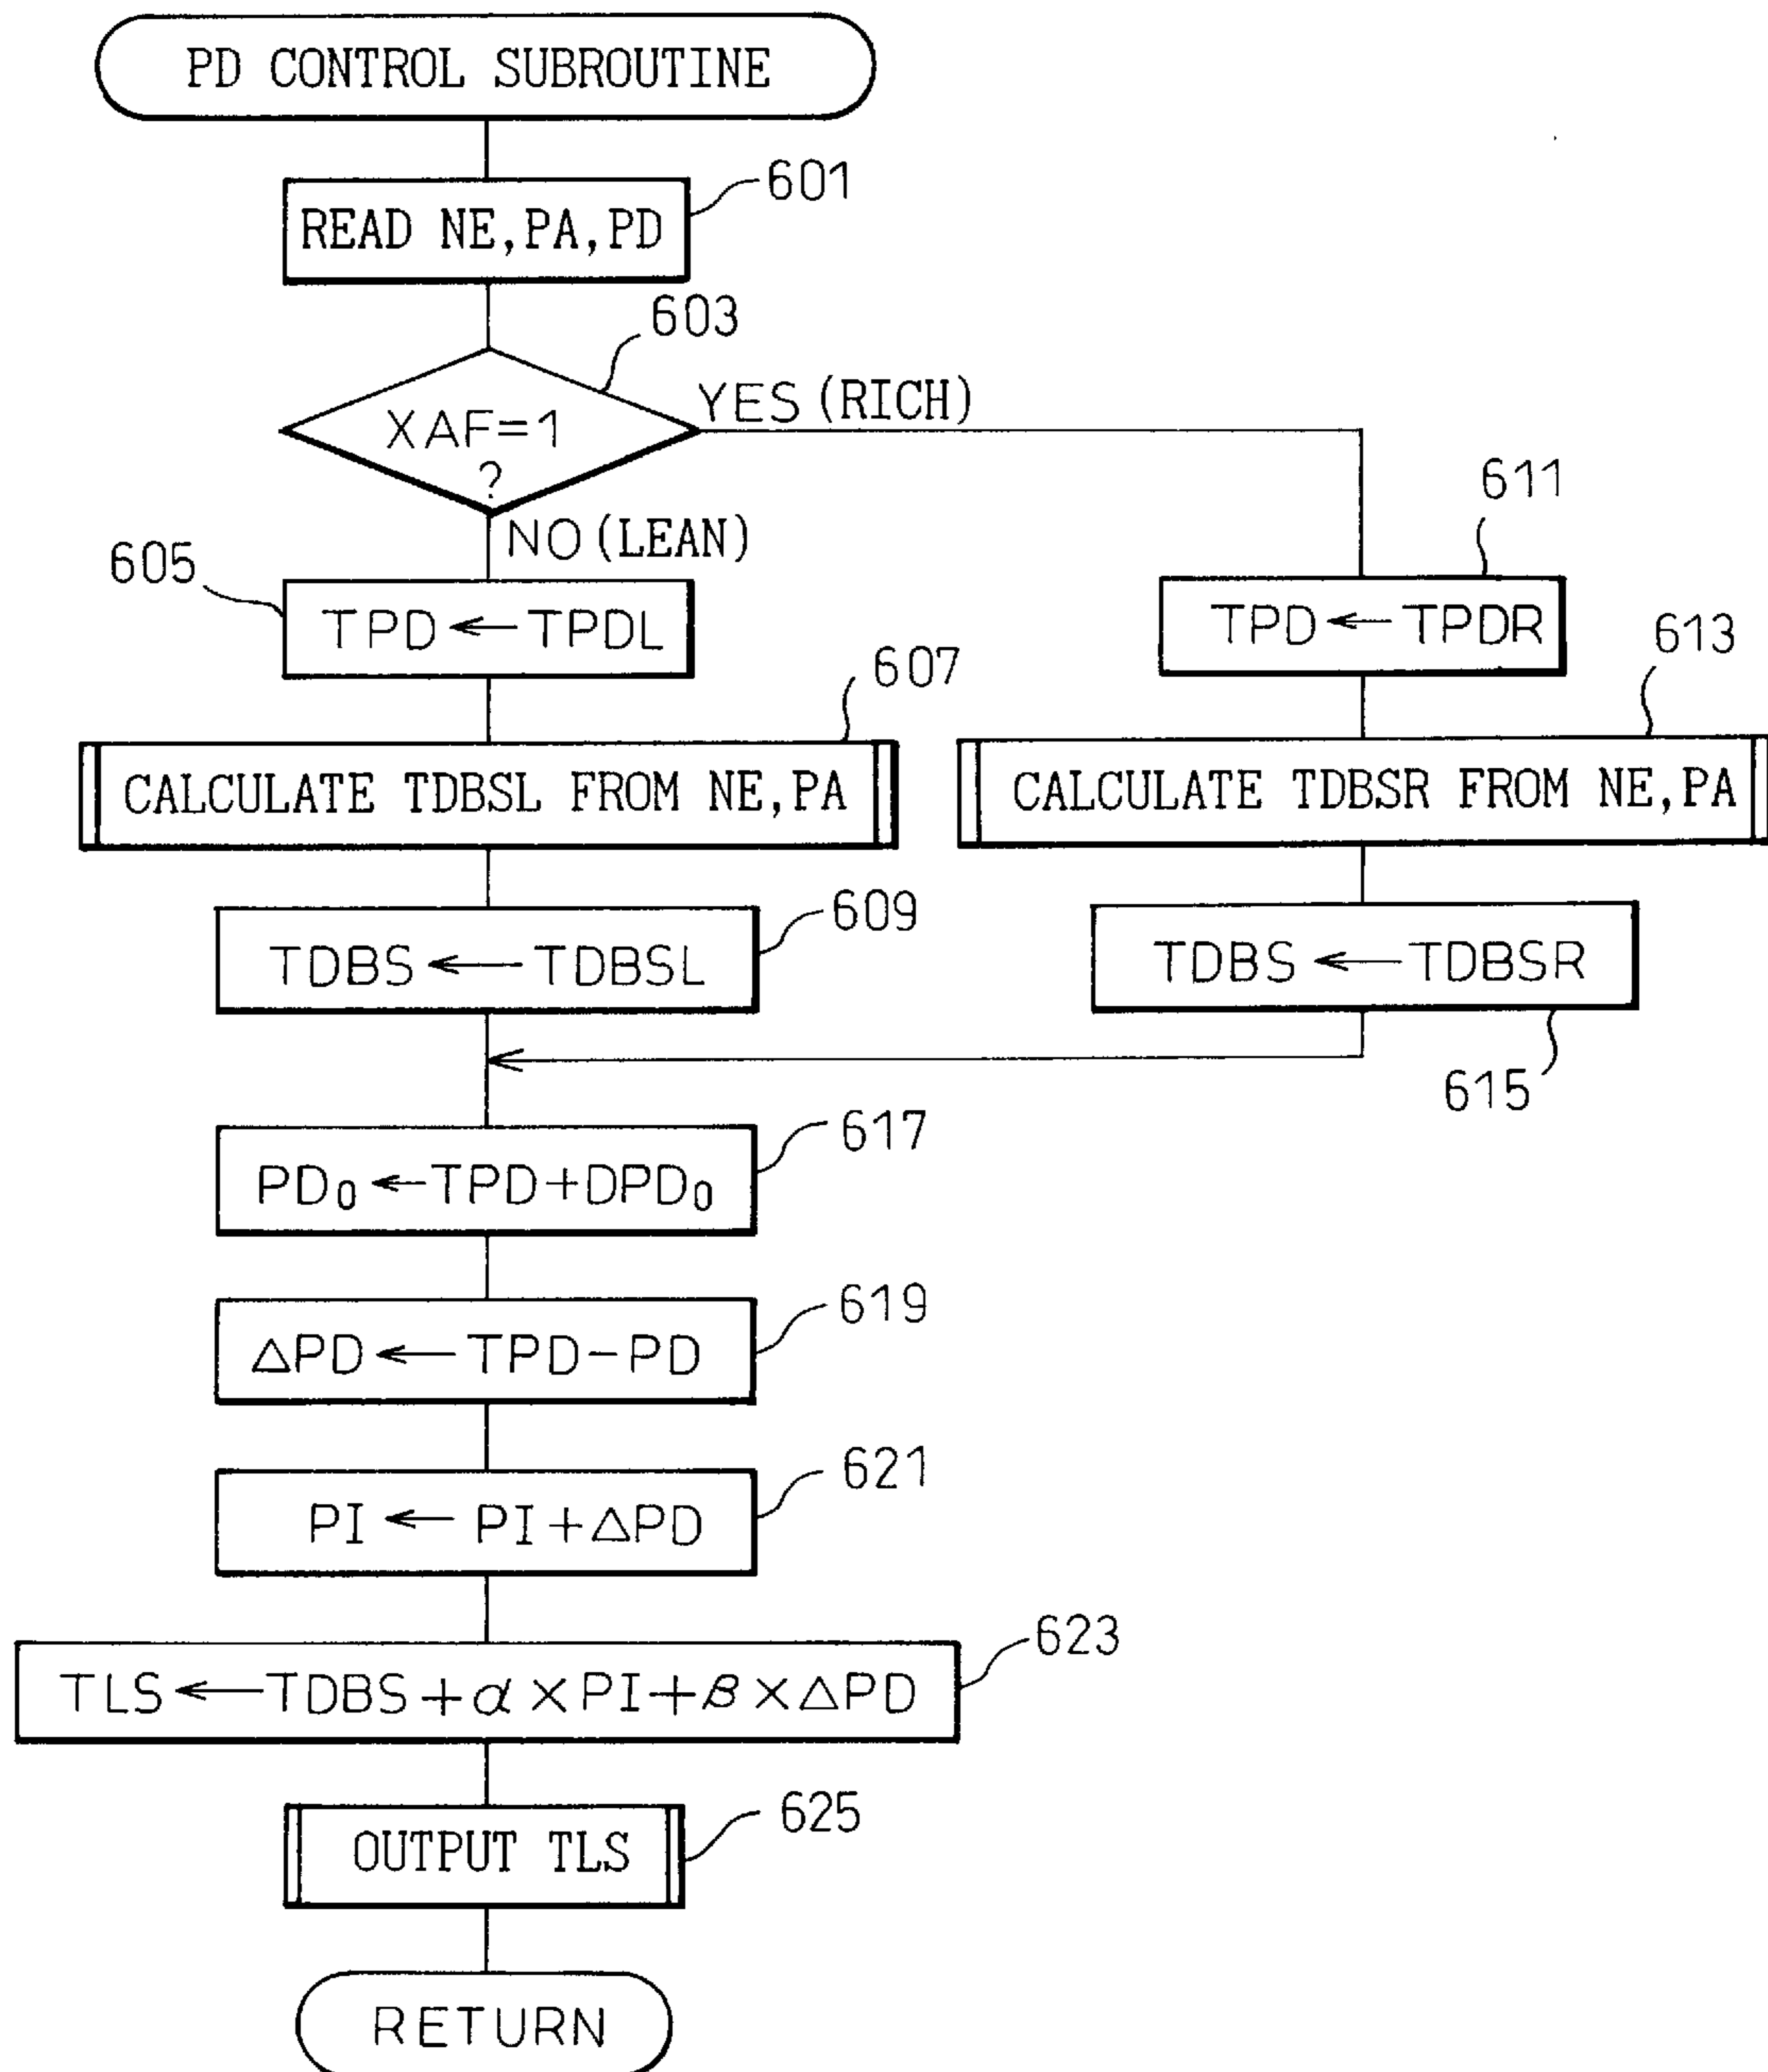 PD CONTROL SUBROUTINE
601
READ NE,PA,PD
603
XAF=1
?
YES (RICH)
NO (LEAN)
605
TPD←TPDL
611
TPD←TPDR
607
CALCULATE TDBSL FROM NE,PA
613
CALCULATE TDBSR FROM NE,PA
609
TDBS←TDBSL
TDBS←TDBSR
615
617
PD₀←TPD+DPD₀
619
△PD←TPD-PD
621
PI←PI+△PD
623
TLS←TDBS+α×PI+β×△PD
625
OUTPUT TLS
RETURN